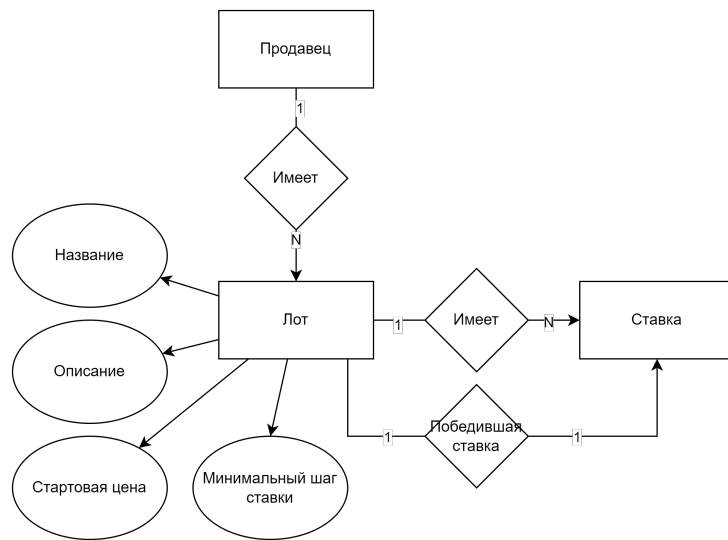 Продавец
1
Имеет
N
Название
Лот
1
Имеет
N
Ставка
Описание
1
Победившая
ставка
1
Стартовая цена
Минимальный шаг
ставки